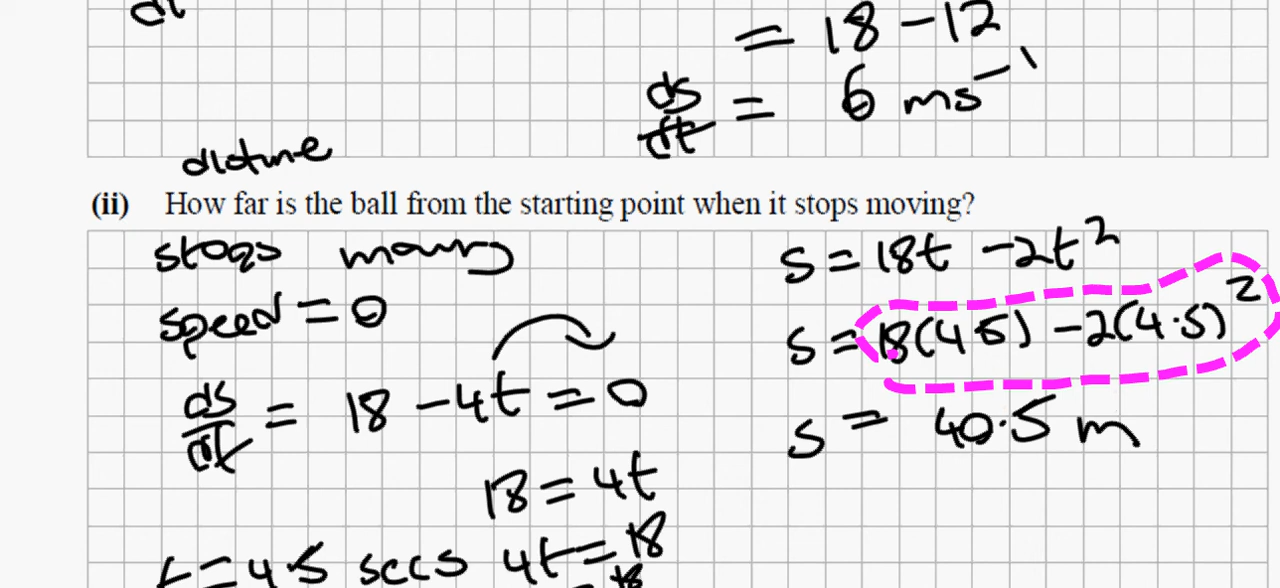 = 18 - 12
ds/dt = 6 ms⁻¹
(ii) How far is the ball from the starting point when it stops moving?
stops moving
speed = 0
ds/dt = 18 - 4t = 0
18 = 4t
t = 4.5 secs 4t = 18
s = 18t - 2t²
s = 18(4.5) - 2(4.5)²
s = 40.5 m